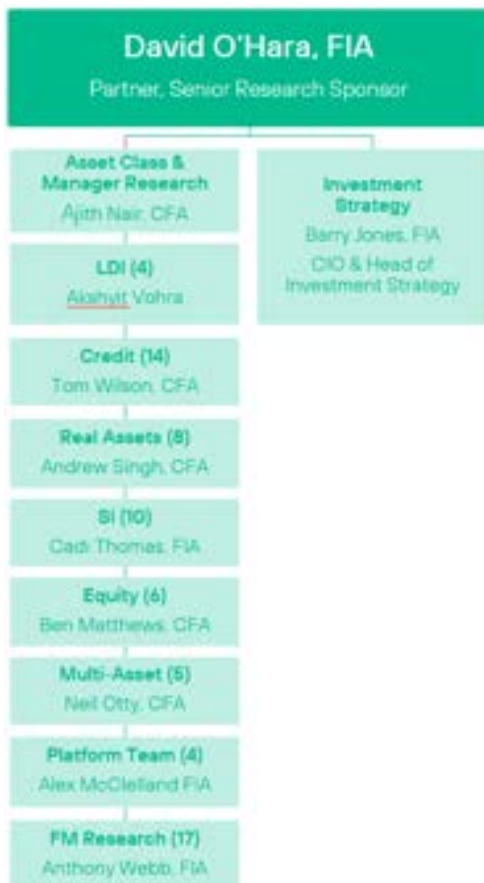 David O'Hara, FIA
Partner, Senior Research Sponsor
Asset Class &
Manager Research
Ajith Nair, CFA
Investment
Strategy
Barry Jones, FIA
CIO & Head of
Investment Strategy
LDI (4)
Akshyit Vohra
Credit (14)
Tom Wilson, CFA
Real Assets (8)
Andrew Singh, CFA
SI (10)
Cadi Thomas, FIA
Equity (6)
Ben Matthews, CFA
Multi-Asset (5)
Neil Otty, CFA
Platform Team (4)
Alex McClelland FIA
FM Research (17)
Anthony Webb, FIA